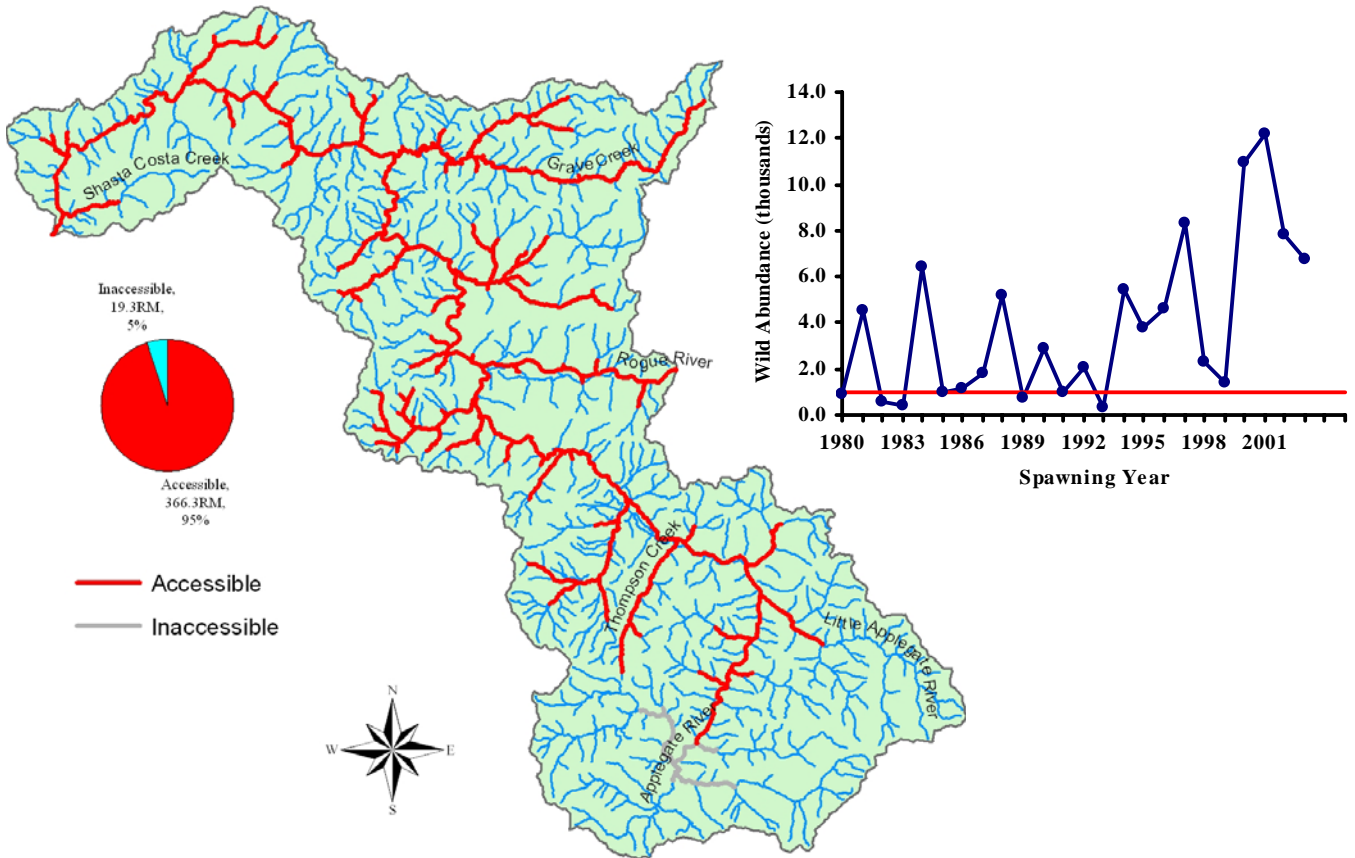 Shasta Costa Creek
Grave Creek
Rogue River
Thompson Creek
Little Applegate River
Applegate River
Inaccessible,
19.3RM,
5%
Accessible,
366.3RM,
95%
Accessible
Inaccessible
N
W
E
S
Wild Abundance (thousands)
14.0
12.0
10.0
8.0
6.0
4.0
2.0
0.0
1980 1983 1986 1989 1992 1995 1998 2001
Spawning Year